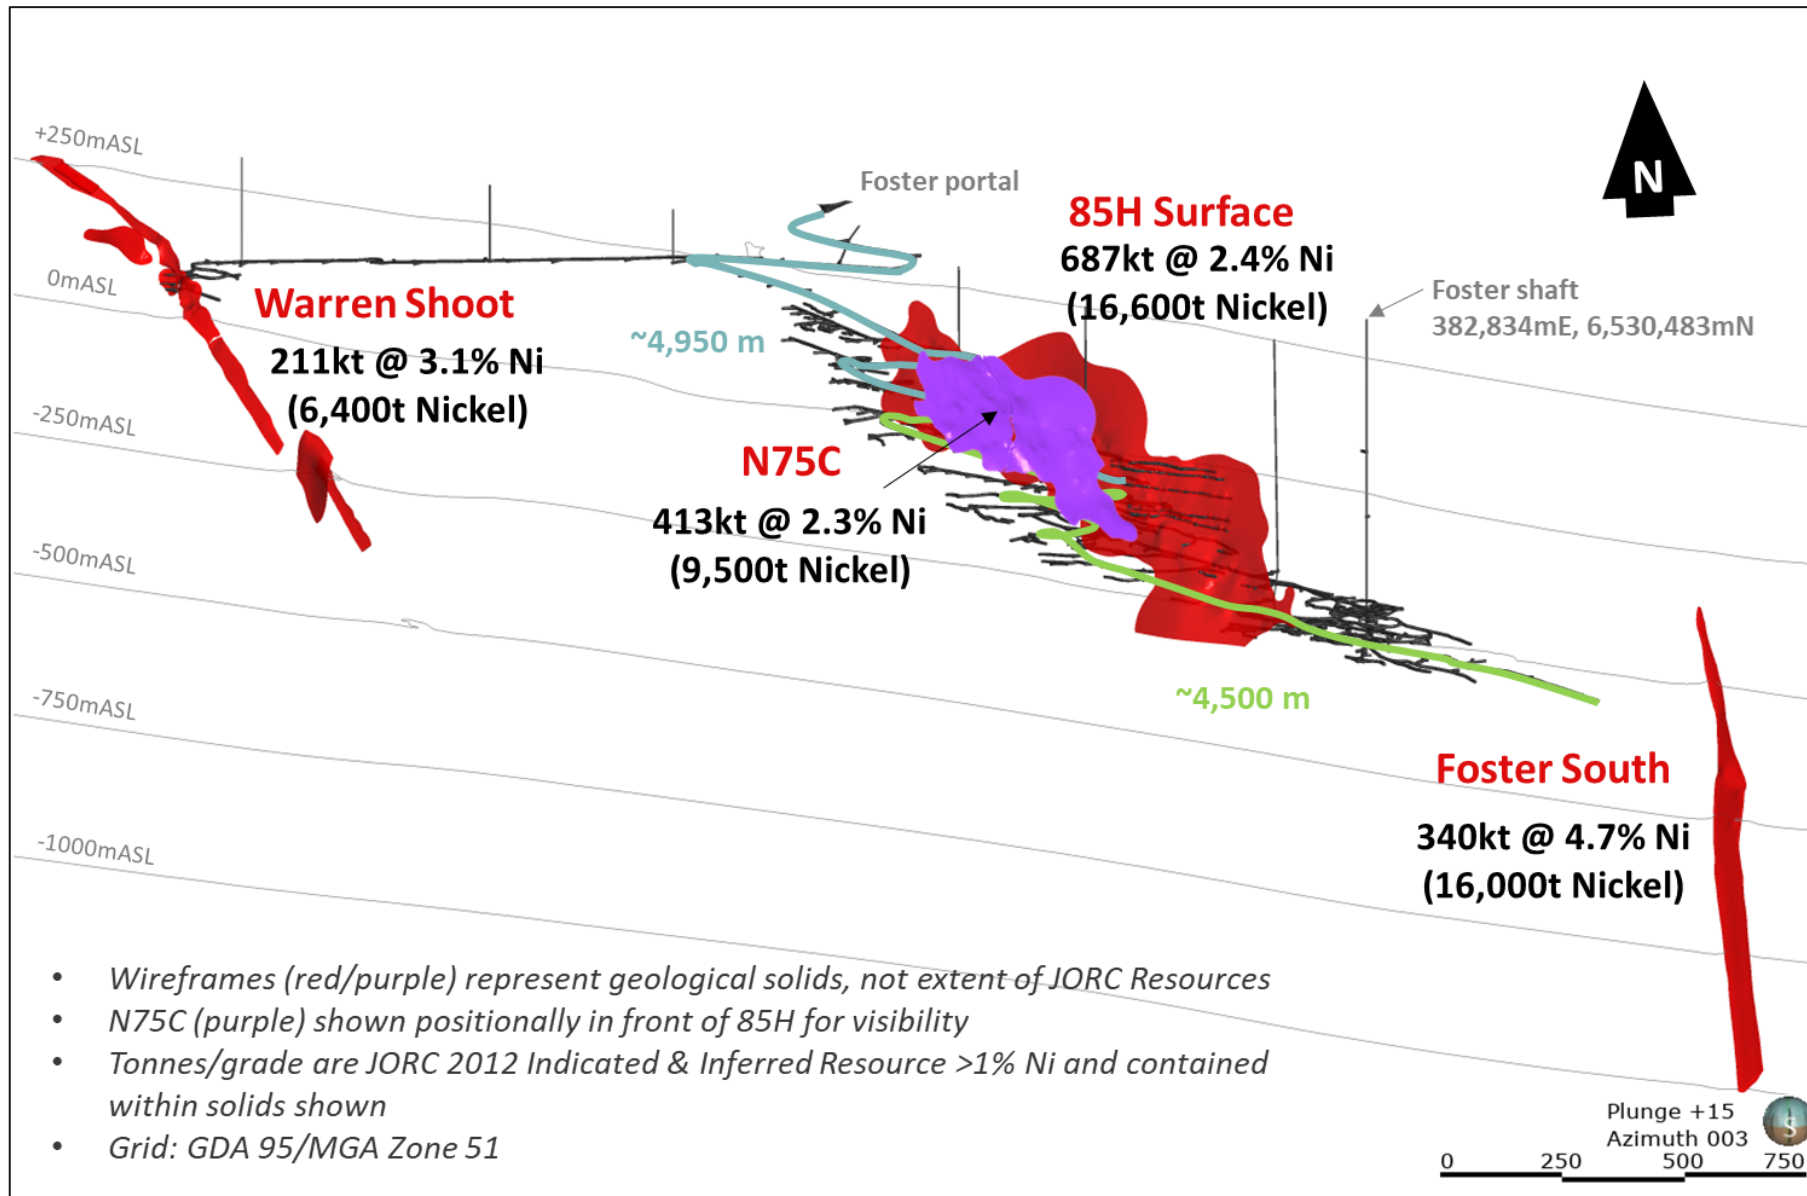 +250mASL
Foster portal
N
85H Surface
687kt @ 2.4% Ni
(16,600t Nickel)
0mASL
Foster shaft
382,834mE, 6,530,483mN
Warren Shoot
211kt @ 3.1% Ni
(6,400t Nickel)
~4,950 m
-250mASL
N75C
413kt @ 2.3% Ni
(9,500t Nickel)
-500mASL
-750mASL
~4,500 m
Foster South
340kt @ 4.7% Ni
(16,000t Nickel)
-1000mASL
• Wireframes (red/purple) represent geological solids, not extent of JORC Resources
• N75C (purple) shown positionally in front of 85H for visibility
• Tonnes/grade are JORC 2012 Indicated & Inferred Resource >1% Ni and contained
within solids shown
• Grid: GDA 95/MGA Zone 51
Plunge +15
Azimuth 003
S
0 250 500 750